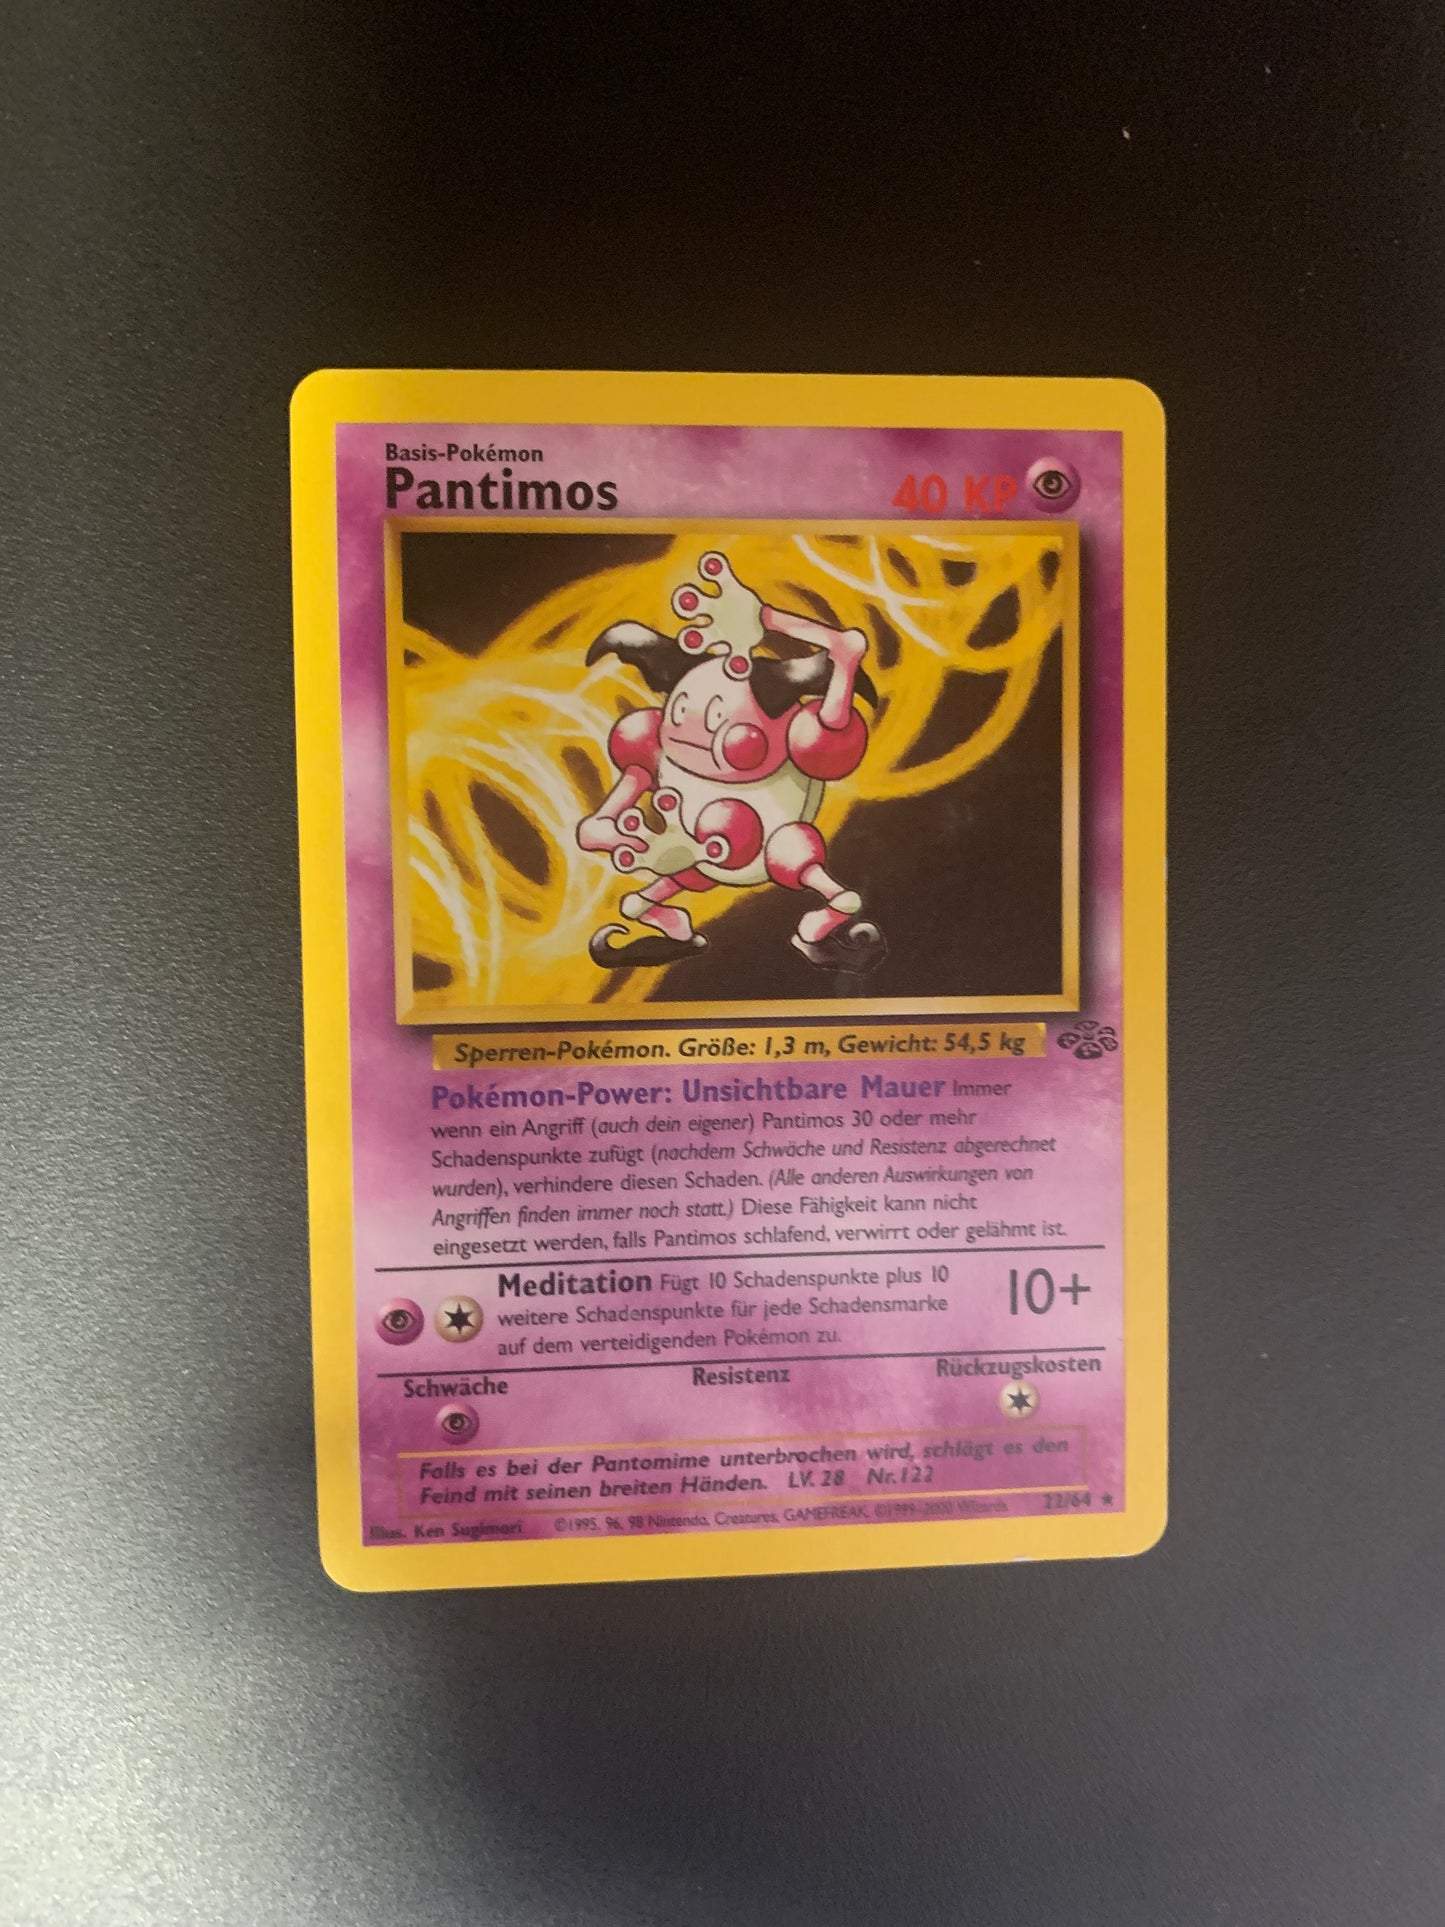 Basis-Pokémon
Pantimos
40 KP
Sperren-Pokémon. Größe: 1,3 m, Gewicht: 54,5 kg
Pokémon-Power: Unsichtbare Mauer Immer
wenn ein Angriff (auch dein eigener) Pantimos 30 oder mehr
Schadenspunkte zufügt (nachdem Schwäche und Resistenz abgerechnet
wurden), verhindere diesen Schaden. (Alle anderen Auswirkungen von
Angriffen finden immer noch statt.) Diese Fähigkeit kann nicht
eingesetzt werden, falls Pantimos schlafend, verwirrt oder gelähmt ist.
Meditation Fügt 10 Schadenspunkte plus 10
weitere Schadenspunkte für jede Schadensmarke
auf dem verteidigenden Pokémon zu.
10+
Schwäche
Resistenz
Rückzugskosten
Falls es bei der Pantomime unterbrochen wird, schlägt es den
Feind mit seinen breiten Händen. LV. 28 Nr. 122
Illus. Ken Sugimori ©1995, 96, 98 Nintendo, Creatures, GAMEFREAK, ©1999-2000 Wizards. 22/64 ★